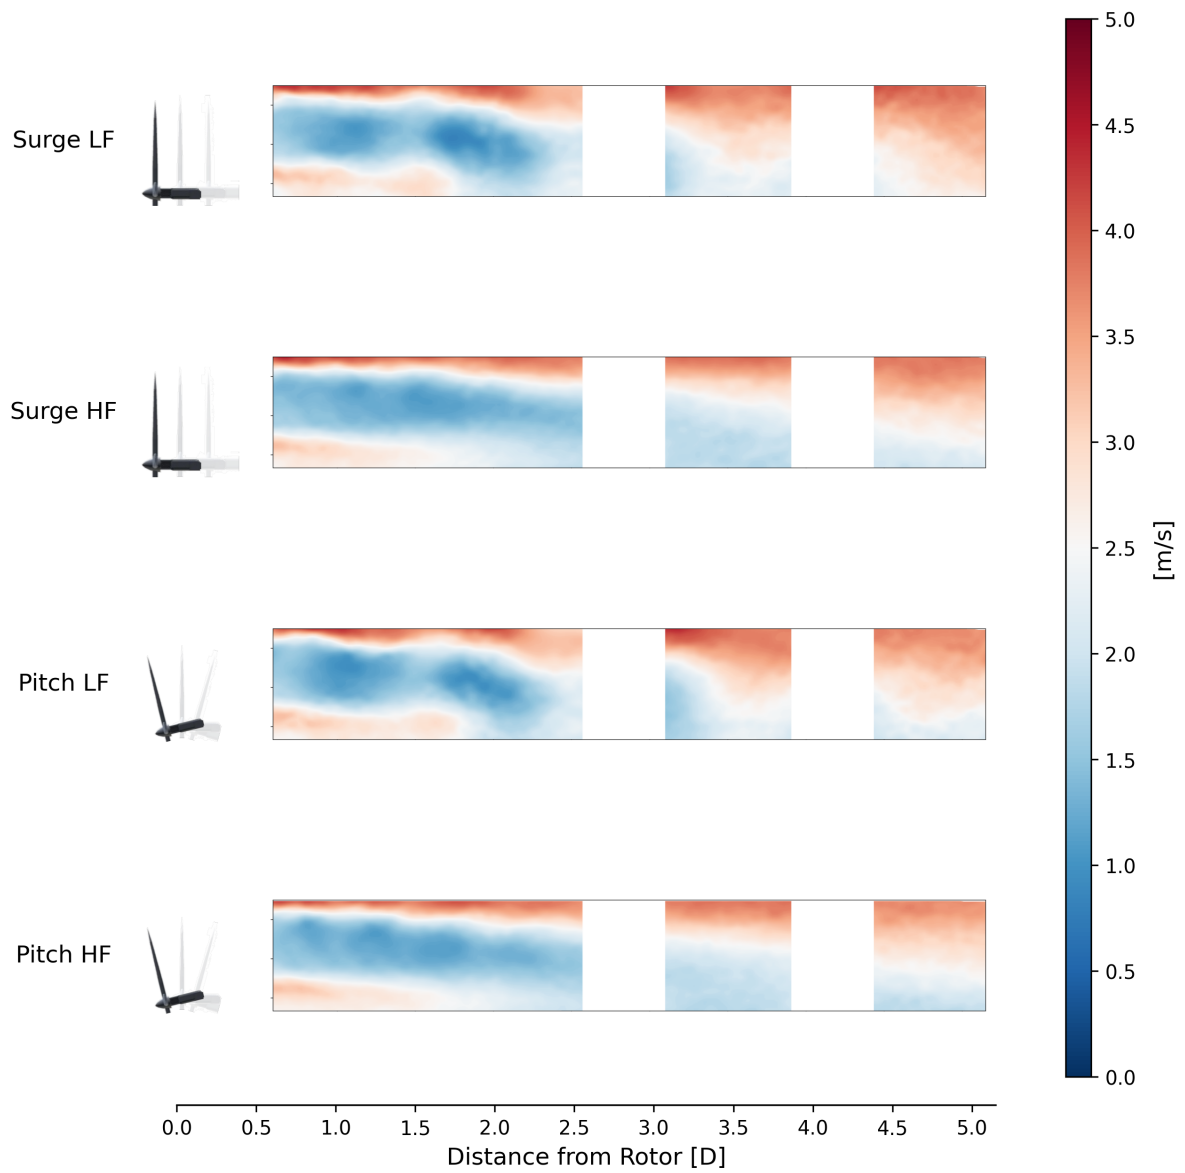 Surge LF
Surge HF
Pitch LF
Pitch HF
0.0 0.5 1.0 1.5 2.0 2.5 3.0 3.5 4.0 4.5 5.0
Distance from Rotor [D]
5.0
4.5
4.0
3.5
3.0
2.5
2.0
1.5
1.0
0.5
0.0
[m/s]